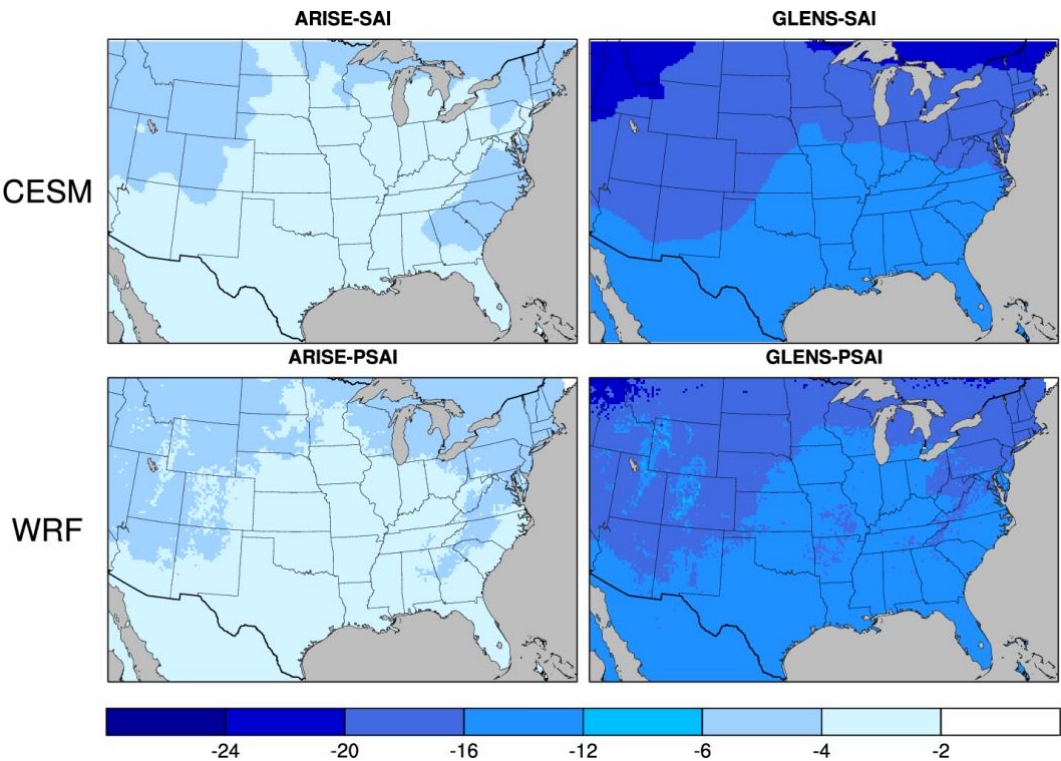 ARISE-SAI GLENS-SAI
CESM
ARISE-PSAI GLENS-PSAI
WRF
-24 -20 -16 -12 -6 -4 -2